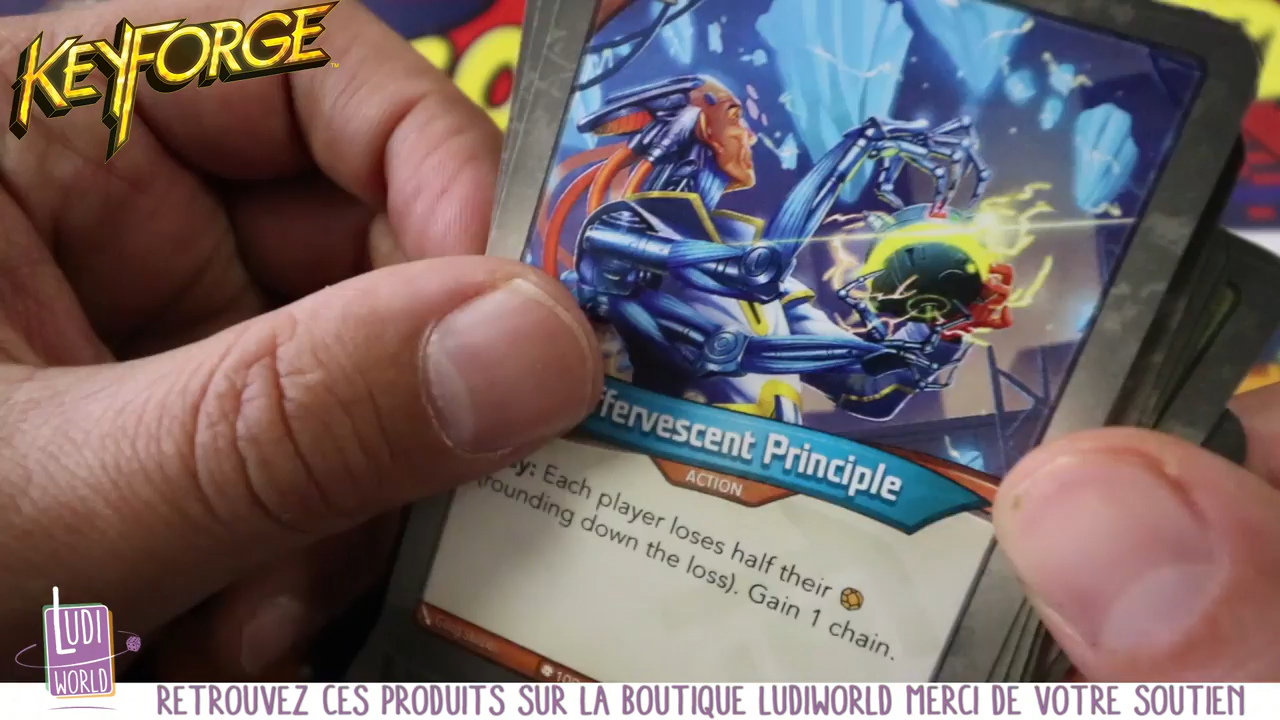 KEYFORGE
ffervescent Principle
ACTION
y: Each player loses half their
(rounding down the loss). Gain 1 chain.
LUDI
WORLD
RETROUVEZ CES PRODUITS SUR LA BOUTIQUE LUDIWORLD MERCI DE VOTRE SOUTIEN